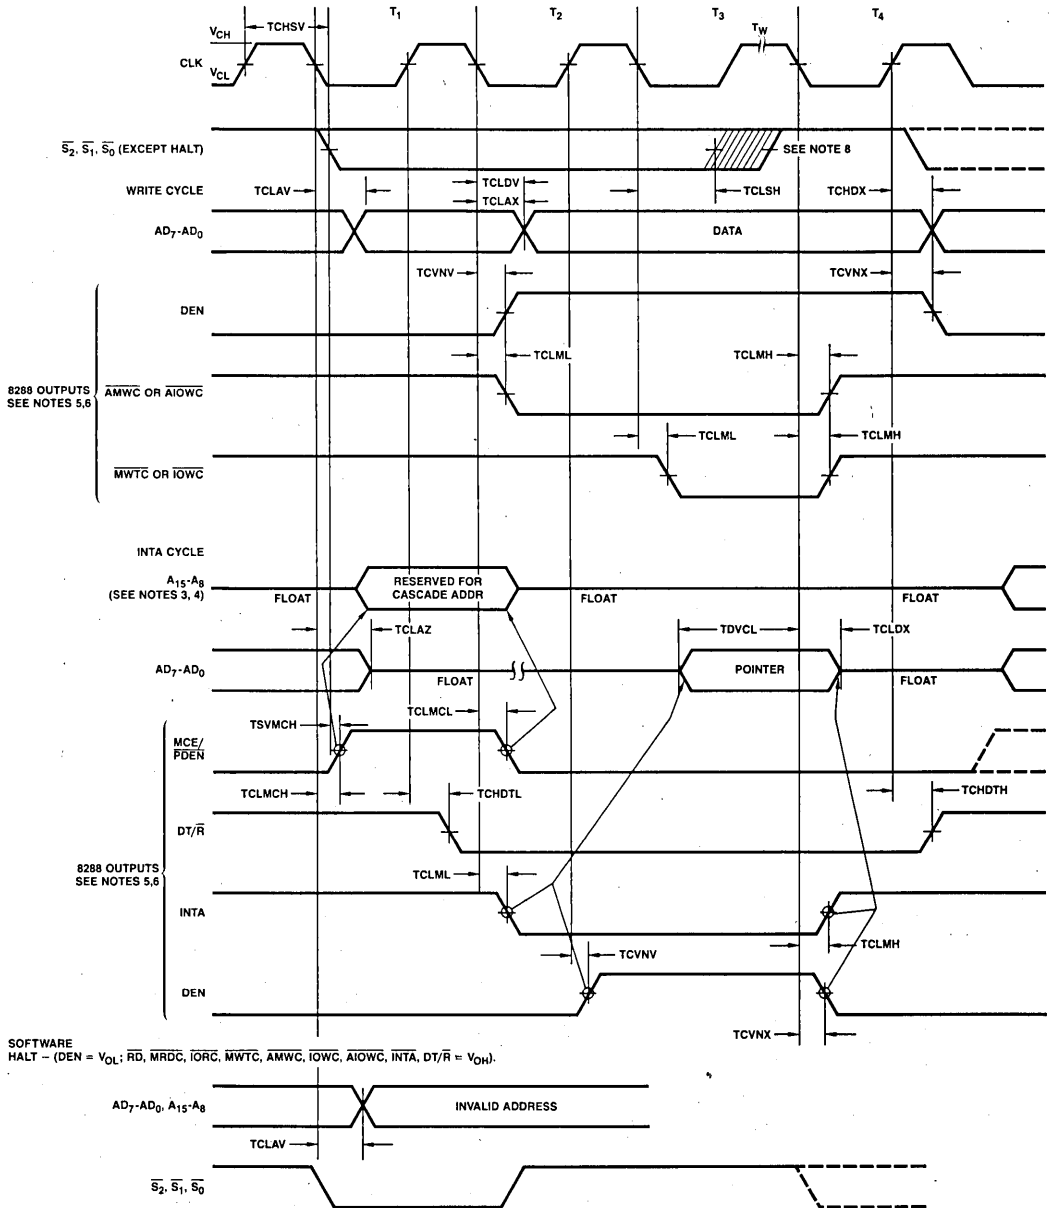 T1 T2 T3 T4
TCHSV
VCH
TW
CLK
VCL
S2, S1, S0 (EXCEPT HALT)
SEE NOTE 8
WRITE CYCLE
TCLAV
TCLDV
TCLAX
TCLSH
TCHDX
AD7-AD0
DATA
TCVNV
TCVNX
DEN
TCLML
TCLMH
8288 OUTPUTS
SEE NOTES 5,6
AMWC OR AIOWC
TCLML
TCLMH
MWTC OR IOWC
INTA CYCLE
A15-A8
(SEE NOTES 3, 4)
FLOAT
RESERVED FOR
CASCADE ADDR
FLOAT
FLOAT
TCLAZ
TDVCL
TCLDX
AD7-AD0
FLOAT
POINTER
FLOAT
TCLMCL
TSVMCH
MCE/
PDEN
TCLMCH
TCHDTL
TCHDTH
DT/R
8288 OUTPUTS
SEE NOTES 5,6
TCLML
INTA
TCLMH
TCVNV
DEN
TCVNX
SOFTWARE
HALT – (DEN = VOL; RD, MRDC, IORC, MWTC, AMWC, IOWC, AIOWC, INTA, DT/R = VOH).
AD7-AD0, A15-A8
INVALID ADDRESS
TCLAV
S2, S1, S0